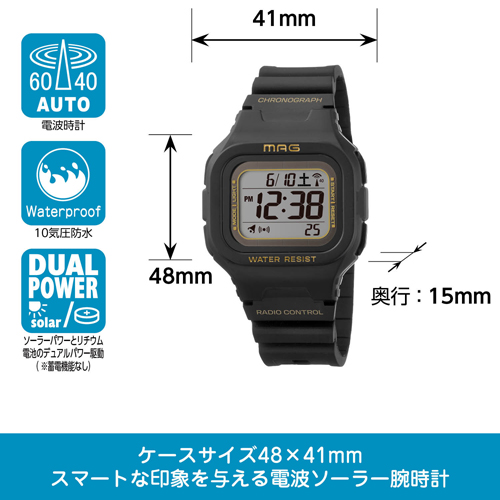 41mm
60 40
AUTO
電波時計
Waterproof
10気圧防水
DUAL
POWER
solar/
ソーラーパワーとリチウム
電池のデュアルパワー駆動
(※蓄電機能なし)
48mm
CHRONOGRAPH
MAG
MODE LIGHT
START RESET
6/10土
PM 12:38
25
WATER RESIST
RADIO CONTROL
奥行:15mm
ケースサイズ48×41mm
スマートな印象を与える電波ソーラー腕時計